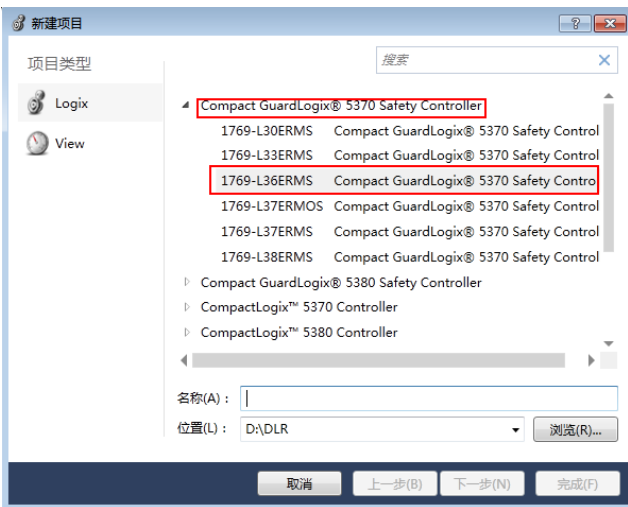 新建项目
项目类型
搜索
Logix
View
Compact GuardLogix® 5370 Safety Controller
1769-L30ERMS Compact GuardLogix® 5370 Safety Control
1769-L33ERMS Compact GuardLogix® 5370 Safety Control
1769-L36ERMS Compact GuardLogix® 5370 Safety Contro
1769-L37ERMOS Compact GuardLogix® 5370 Safety Control
1769-L37ERMS Compact GuardLogix® 5370 Safety Control
1769-L38ERMS Compact GuardLogix® 5370 Safety Control
Compact GuardLogix® 5380 Safety Controller
CompactLogix™ 5370 Controller
CompactLogix™ 5380 Controller
名称(A)：
位置(L)： D:\DLR 浏览(R)...
取消 上一步(B) 下一步(N) 完成(F)